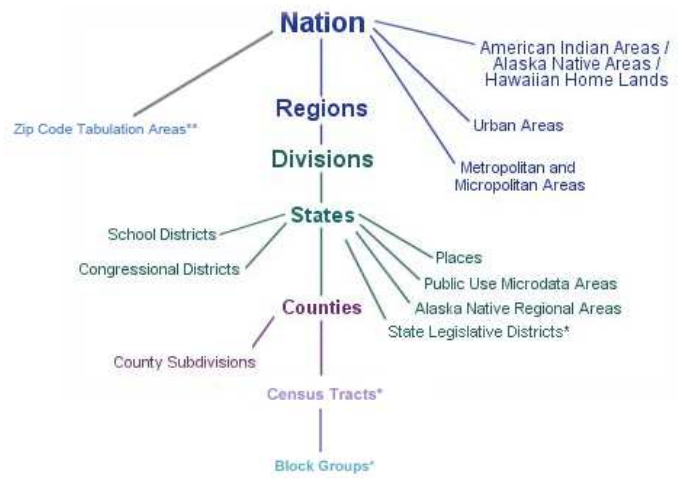 Nation
American Indian Areas /
Alaska Native Areas /
Hawaiian Home Lands
Regions
Zip Code Tabulation Areas**
Urban Areas
Divisions
Metropolitan and
Micropolitan Areas
States
School Districts
Places
Congressional Districts
Public Use Microdata Areas
Alaska Native Regional Areas
Counties
State Legislative Districts*
County Subdivisions
Census Tracts*
Block Groups*